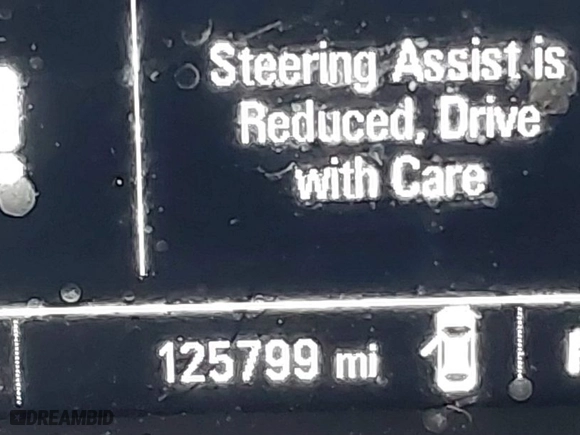 Steering Assist is
Reduced, Drive
with Care
125799 mi
DREAMBID